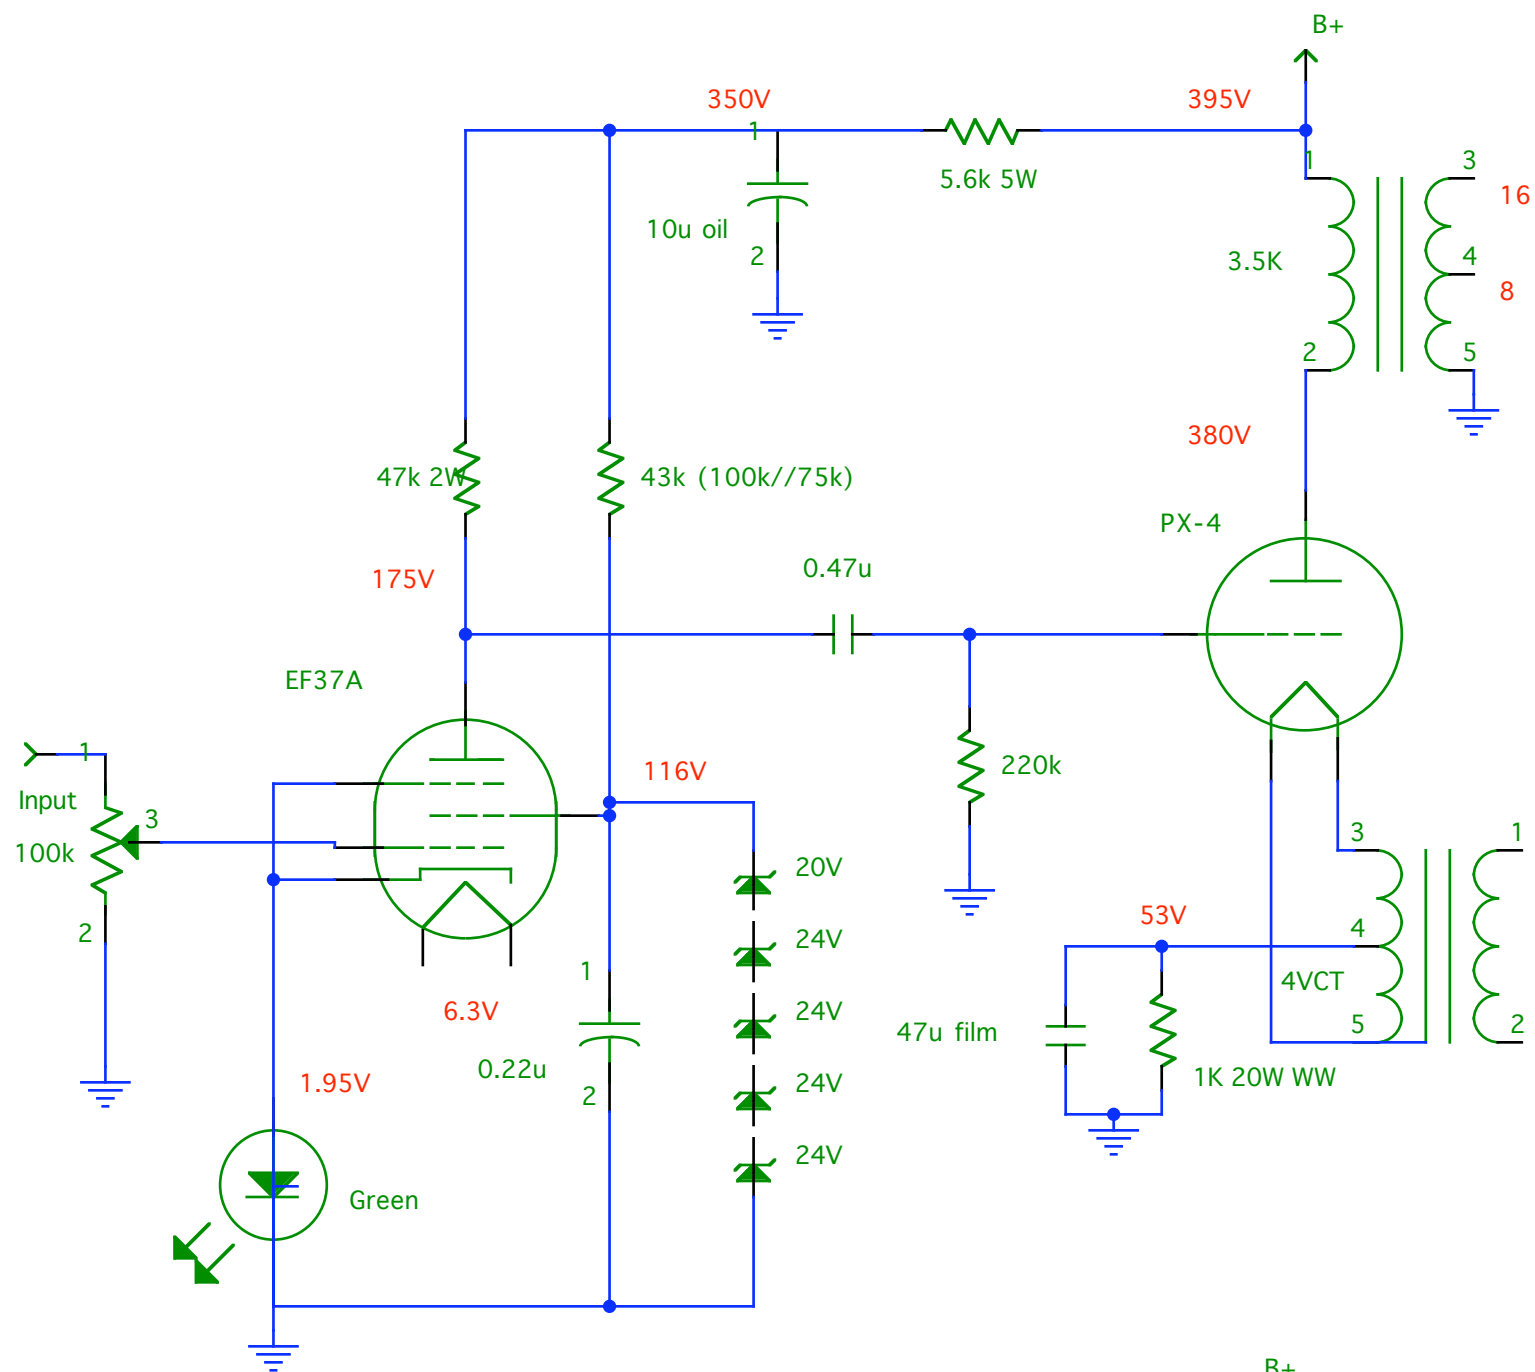 B+
350V
395V
1
5.6k 5W
1
3
16
10u oil
2
3.5K
4
8
2
5
380V
47k 2W
43k (100k//75k)
PX-4
175V
0.47u
EF37A
1
116V
220k
Input
3
100k
20V
3
1
2
24V
53V
4
1
4VCT
6.3V
24V
47u film
5
2
0.22u
1.95V
2
24V
1K 20W WW
24V
Green
B+